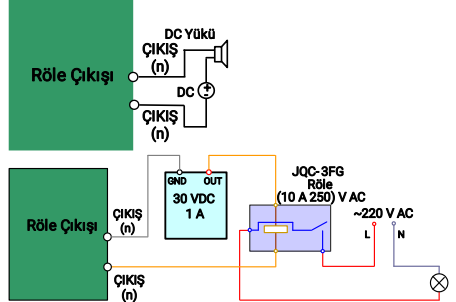 DC Yükü
ÇIKIŞ
(n)
Röle Çıkışı
DC
ÇIKIŞ
(n)
JQC-3FG
Röle
(10 A 250) V AC
GND OUT
30 VDC
1 A
~220 V AC
L N
Röle Çıkışı
ÇIKIŞ
(n)
ÇIKIŞ
(n)